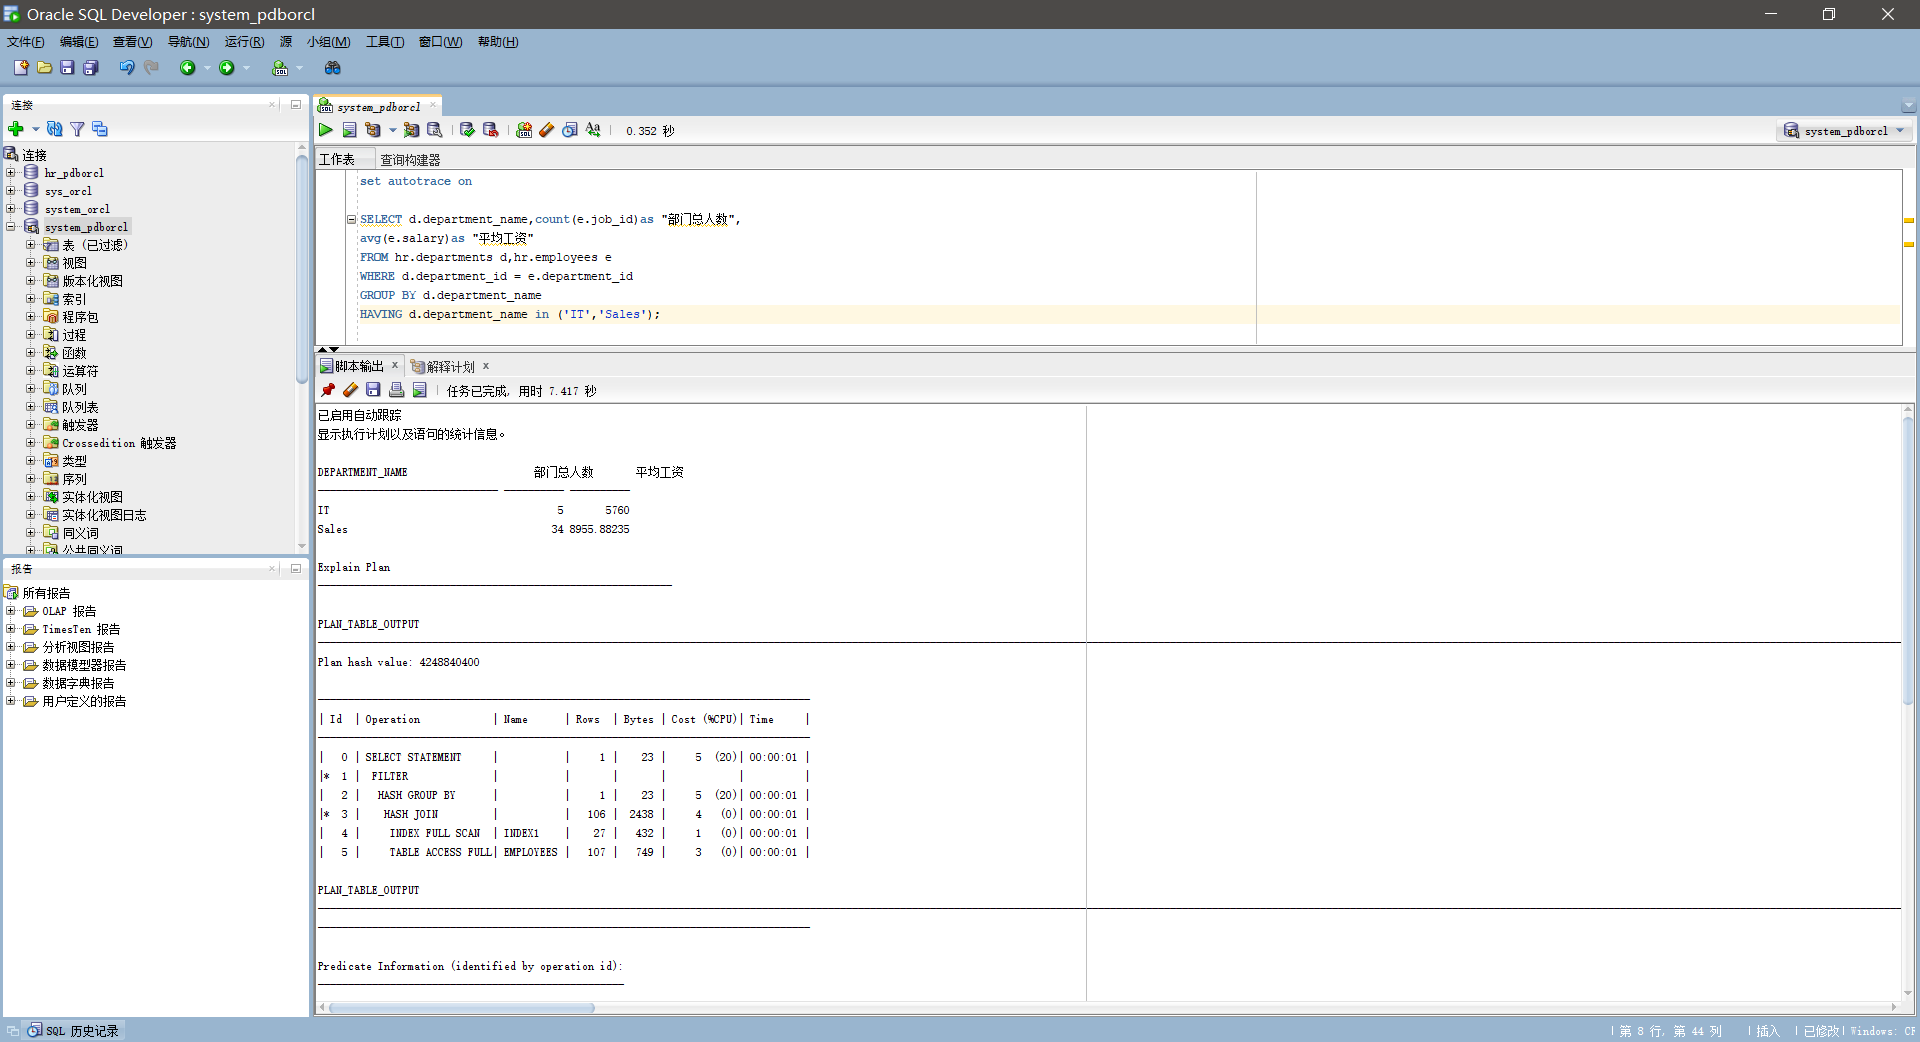 Oracle SQL Developer : system_pdborcl
文件(F) 编辑(E) 查看(V) 导航(N) 运行(R) 源 小组(M) 工具(T) 窗口(W) 帮助(H)
连接
连接
hr_pdborcl
sys_orcl
system_orcl
system_pdborcl
表 (已过滤)
视图
版本化视图
索引
程序包
过程
函数
运算符
队列
队列表
触发器
Crossedition 触发器
类型
序列
实体化视图
实体化视图日志
同义词
公共同义词
报告
所有报告
OLAP 报告
TimesTen 报告
分析视图报告
数据模型器报告
数据字典报告
用户定义的报告
system_pdborcl
0.352 秒
system_pdborcl
工作表 查询构建器
set autotrace on
SELECT d.department_name,count(e.job_id)as "部门总人数",
avg(e.salary)as "平均工资"
FROM hr.departments d,hr.employees e
WHERE d.department_id = e.department_id
GROUP BY d.department_name
HAVING d.department_name in ('IT','Sales');
脚本输出 x 解释计划 x
任务已完成, 用时 7.417 秒
已启用自动跟踪
显示执行计划以及语句的统计信息。
DEPARTMENT_NAME 部门总人数 平均工资
IT 5 5760
Sales 34 8955.88235
Explain Plan
PLAN_TABLE_OUTPUT
Plan hash value: 4248840400
| Id | Operation | Name | Rows | Bytes | Cost (%CPU)| Time |
| 0 | SELECT STATEMENT | | 1 | 23 | 5 (20)| 00:00:01 |
|* 1 | FILTER | | | | | |
| 2 | HASH GROUP BY | | 1 | 23 | 5 (20)| 00:00:01 |
|* 3 | HASH JOIN | | 106 | 2438 | 4 (0)| 00:00:01 |
| 4 | INDEX FULL SCAN | INDEX1 | 27 | 432 | 1 (0)| 00:00:01 |
| 5 | TABLE ACCESS FULL| EMPLOYEES | 107 | 749 | 3 (0)| 00:00:01 |
PLAN_TABLE_OUTPUT
Predicate Information (identified by operation id):
SQL 历史记录
| 第 8 行, 第 44 列 | 插入 | 已修改| Windows: CF